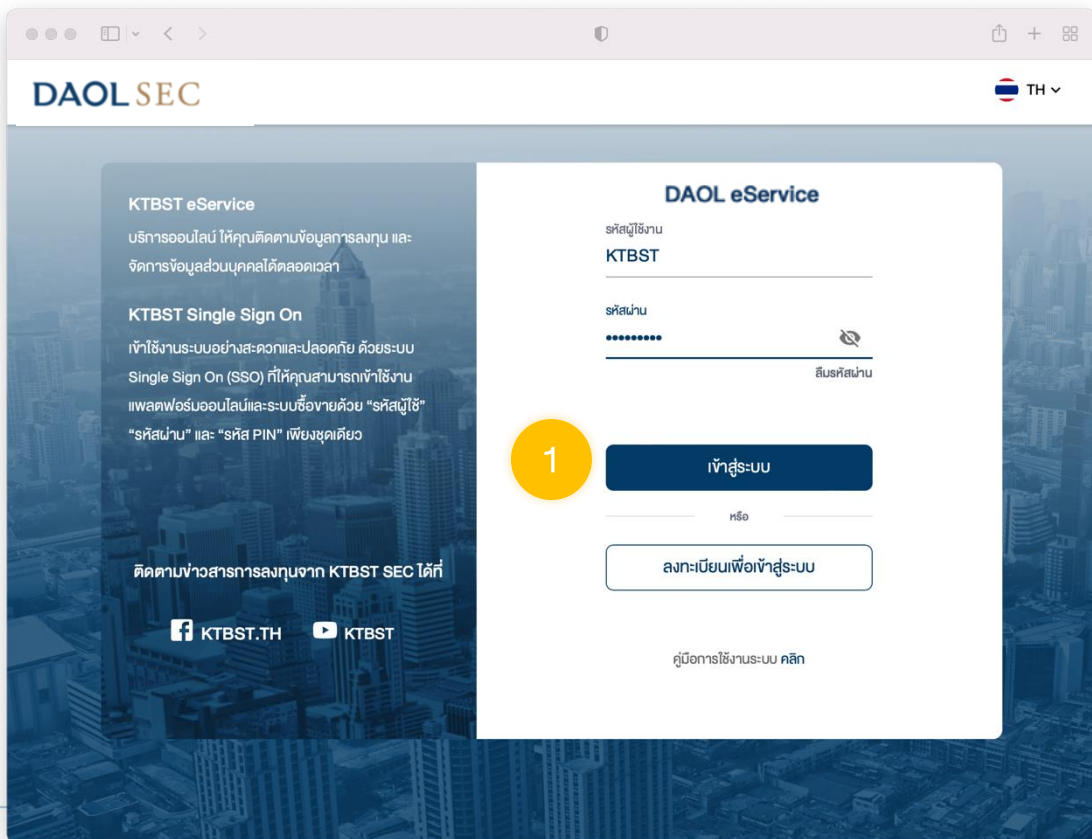 DAOL SEC
TH
KTBST eService
บริการออนไลน์ ให้คุณติดตามข้อมูลการลงทุน และ
จัดการข้อมูลส่วนบุคคลได้ตลอดเวลา
KTBST Single Sign On
เข้าใช้งานระบบอย่างสะดวกและปลอดภัย ด้วยระบบ
Single Sign On (SSO) ที่ให้คุณสามารถเข้าใช้งาน
แพลตฟอร์มออนไลน์และระบบซื้อขายด้วย “รหัสผู้ใช้”
“รหัสผ่าน” และ “รหัส PIN” เพียงชุดเดียว
ติดตามข่าวสารการลงทุนจาก KTBST SEC ได้ที่
KTBST.TH KTBST
DAOL eService
รหัสผู้ใช้งาน
KTBST
รหัสผ่าน
•••••••••
ลืมรหัสผ่าน
1
เข้าสู่ระบบ
หรือ
ลงทะเบียนเพื่อเข้าสู่ระบบ
คู่มือการใช้งานระบบ คลิก